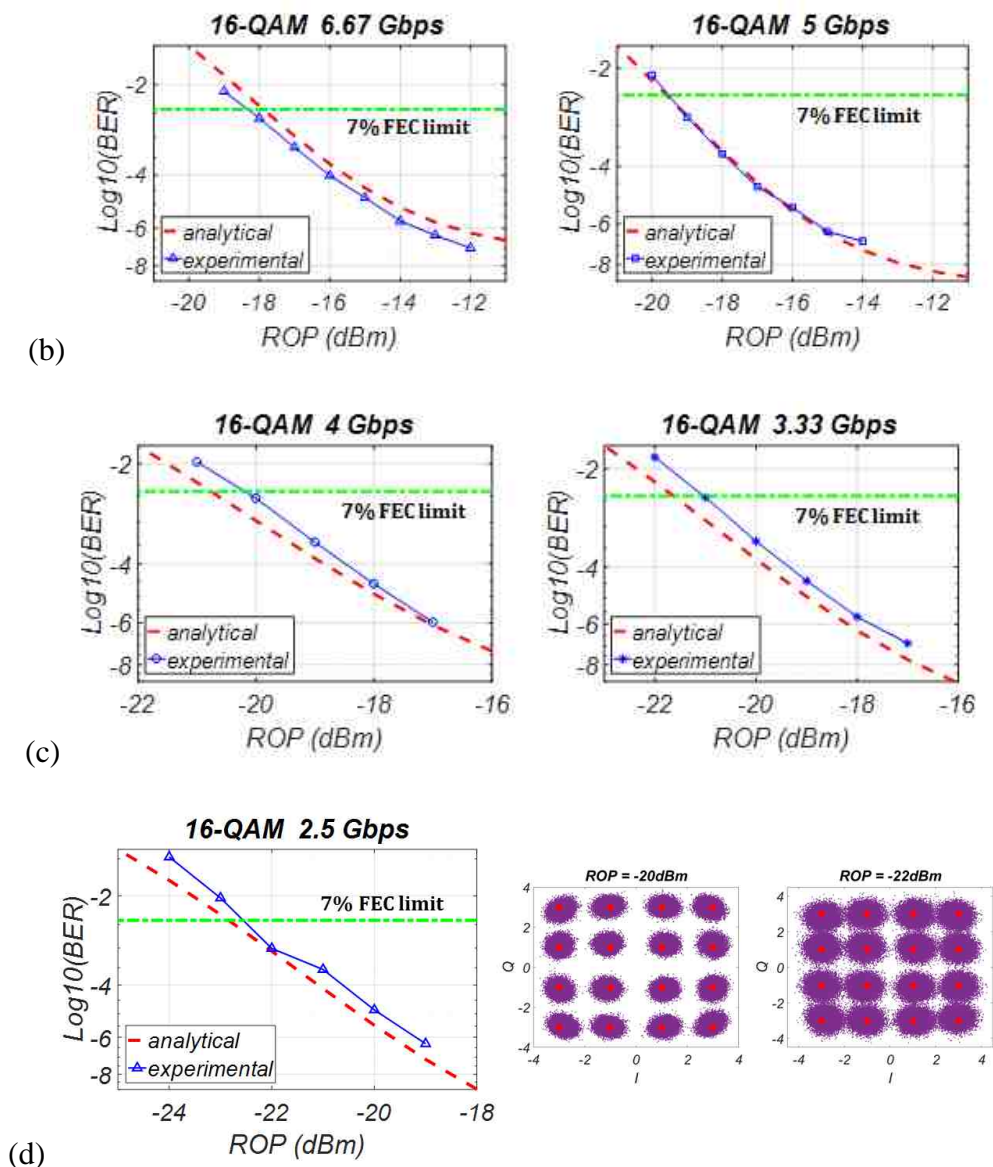 16-QAM 6.67 Gbps
Log10(BER)
-2
-4
-6
-8
7% FEC limit
analytical
experimental
-20 -18 -16 -14 -12
ROP (dBm)
16-QAM 5 Gbps
Log10(BER)
-2
-4
-6
-8
7% FEC limit
analytical
experimental
-20 -18 -16 -14 -12
ROP (dBm)
(b)
16-QAM 4 Gbps
Log10(BER)
-2
-4
-6
-8
7% FEC limit
analytical
experimental
-22 -20 -18 -16
ROP (dBm)
16-QAM 3.33 Gbps
Log10(BER)
-2
-4
-6
-8
7% FEC limit
analytical
experimental
-22 -20 -18 -16
ROP (dBm)
(c)
16-QAM 2.5 Gbps
Log10(BER)
-2
-4
-6
-8
7% FEC limit
analytical
experimental
-24 -22 -20 -18
ROP (dBm)
ROP = -20dBm
Q
4
2
0
-2
-4
-4 -2 0 2 4
I
ROP = -22dBm
Q
4
2
0
-2
-4
-4 -2 0 2 4
I
(d)